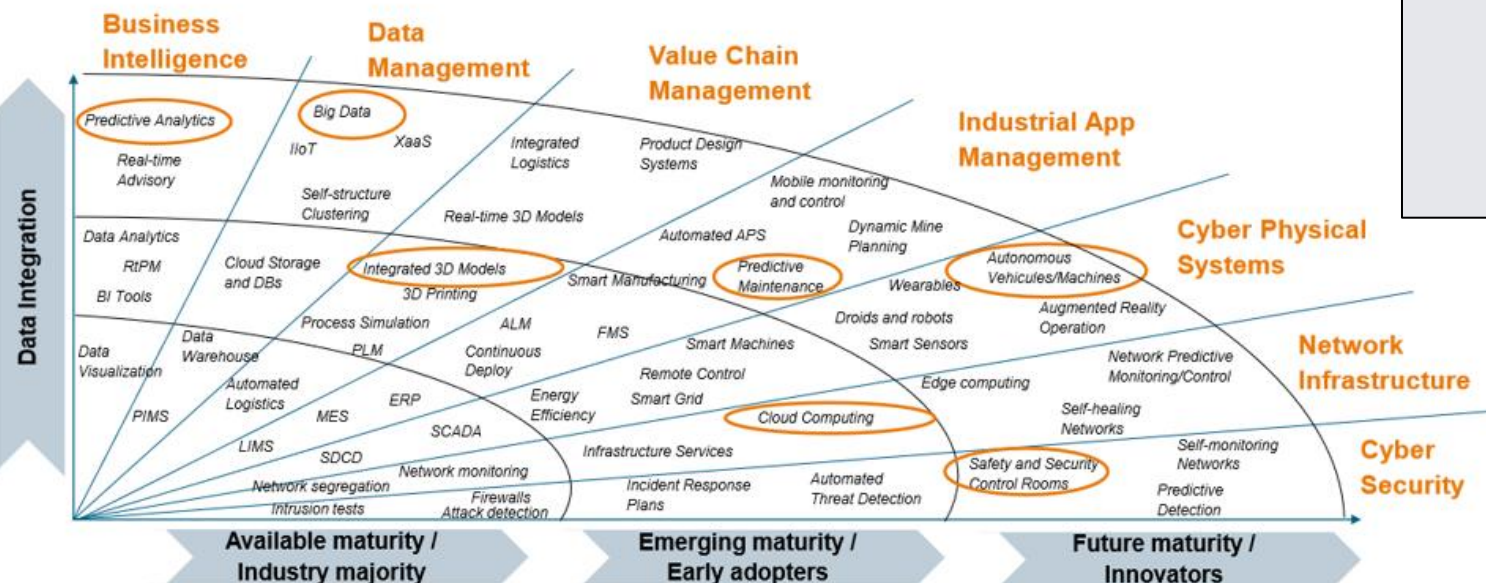 Business
Intelligence
Data
Management
Value Chain
Management
Industrial App
Management
Cyber Physical
Systems
Network
Infrastructure
Cyber
Security
Data Integration
Predictive Analytics
Real-time
Advisory
Big Data
IIoT
XaaS
Self-structure
Clustering
Integrated
Logistics
Real-time 3D Models
Product Design
Systems
Mobile monitoring
and control
Automated APS
Dynamic Mine
Planning
Data Analytics
RtPM
BI Tools
Cloud Storage
and DBs
Integrated 3D Models
3D Printing
Smart Manufacturing
Predictive
Maintenance
Wearables
Autonomous
Vehicules/Machines
Augmented Reality
Operation
Process Simulation
PLM
ALM
Continuous
Deploy
FMS
Smart Machines
Droids and robots
Smart Sensors
Data
Visualization
Data
Warehouse
Automated
Logistics
PIMS
MES
ERP
LIMS
SDCD
SCADA
Energy
Efficiency
Remote Control
Smart Grid
Cloud Computing
Edge computing
Network Predictive
Monitoring/Control
Self-healing
Networks
Network monitoring
Network segregation
Intrusion tests
Firewalls
Attack detection
Infrastructure Services
Incident Response
Plans
Automated
Threat Detection
Safety and Security
Control Rooms
Self-monitoring
Networks
Predictive
Detection
Available maturity /
Industry majority
Emerging maturity /
Early adopters
Future maturity /
Innovators